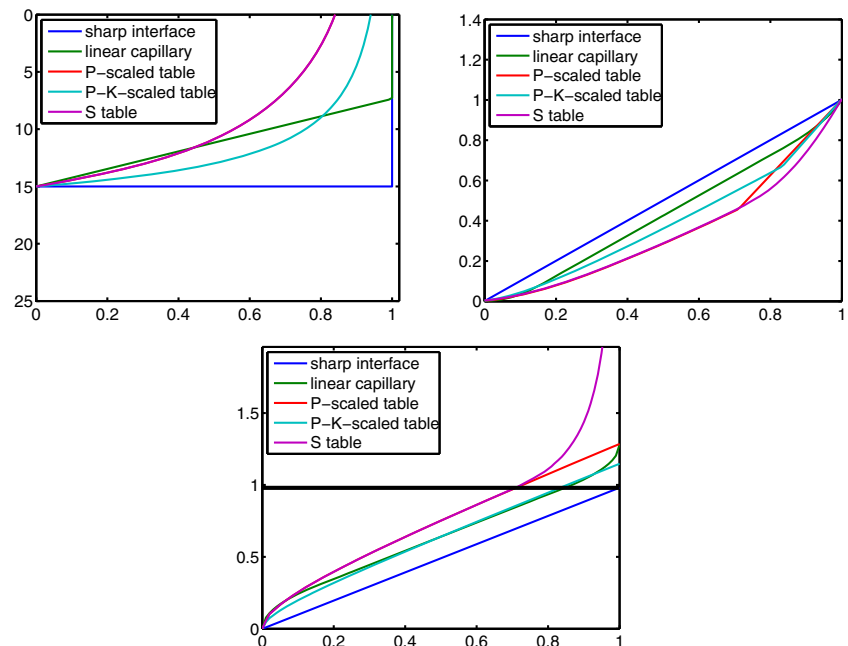 0
5
10
15
20
25
0 0.2 0.4 0.6 0.8 1
sharp interface
linear capillary
P-scaled table
P-K-scaled table
S table
1.4
1.2
1
0.8
0.6
0.4
0.2
0
0 0.2 0.4 0.6 0.8 1
sharp interface
linear capillary
P-scaled table
P-K-scaled table
S table
1.5
1
0.5
0
0 0.2 0.4 0.6 0.8 1
sharp interface
linear capillary
P-scaled table
P-K-scaled table
S table